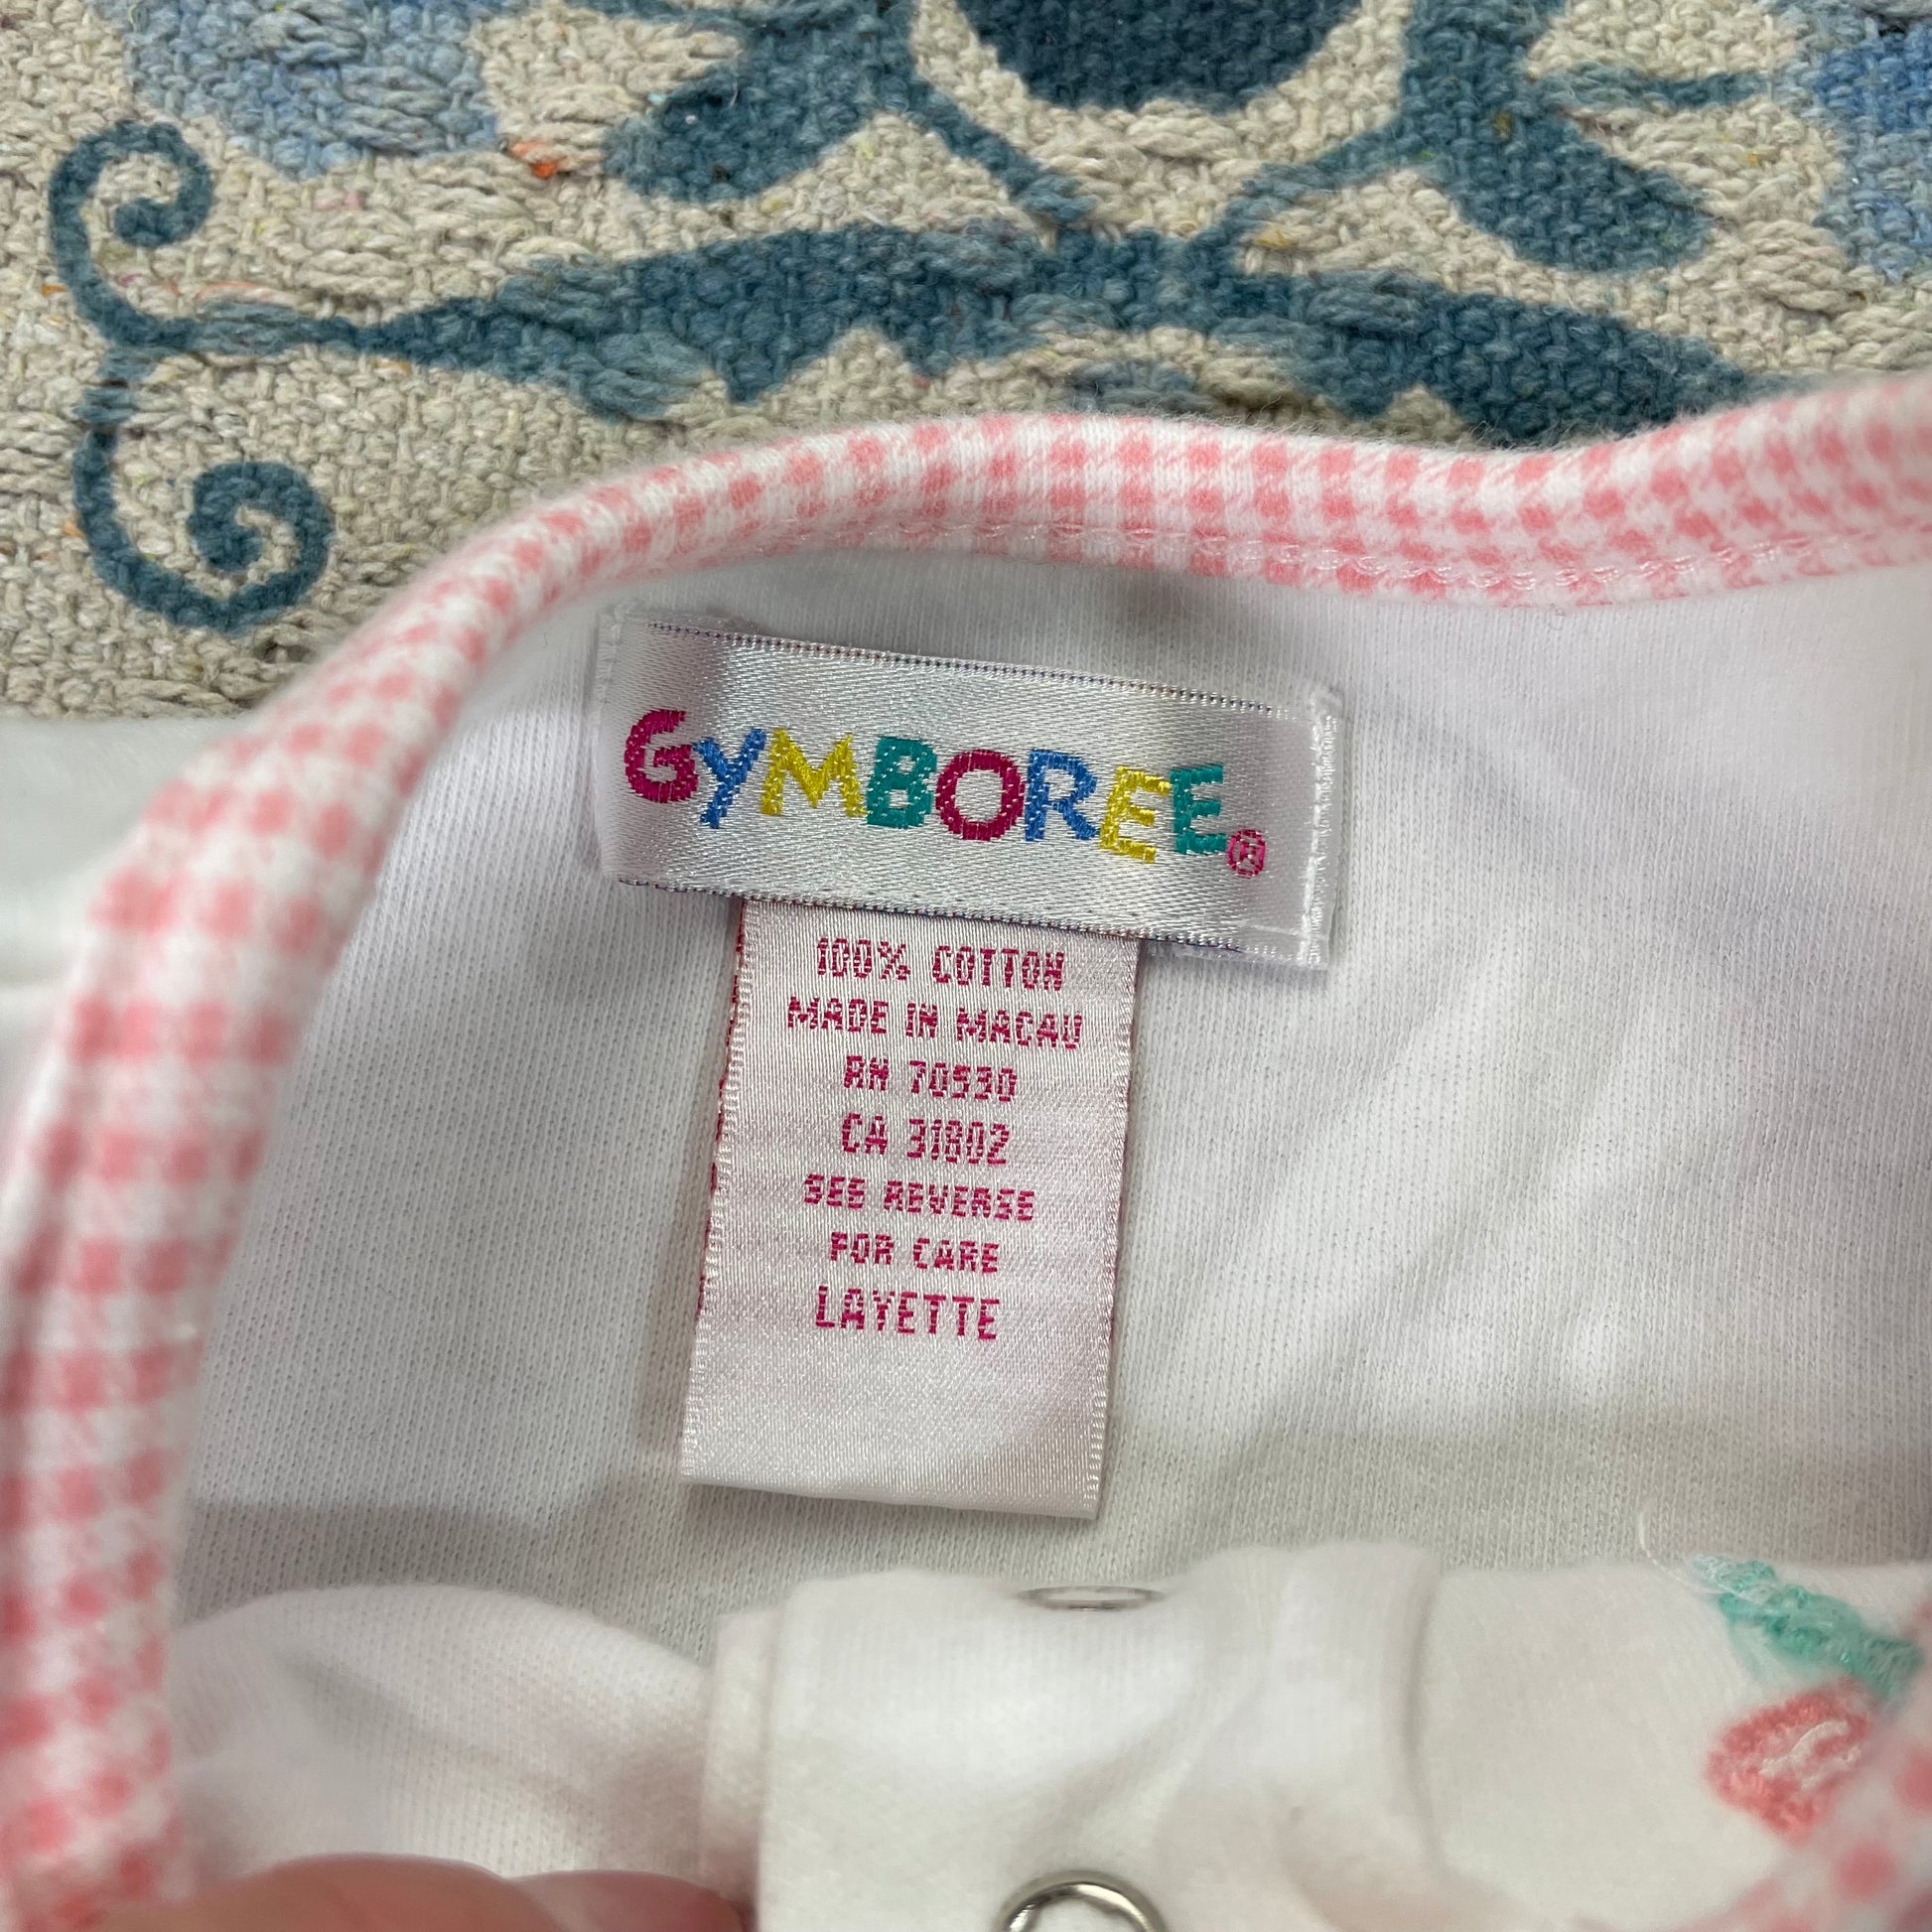 GYMBOREE®
100% COTTON
MADE IN MACAU
RN 70530
CA 31802
SEE REVERSE
FOR CARE
LAYETTE